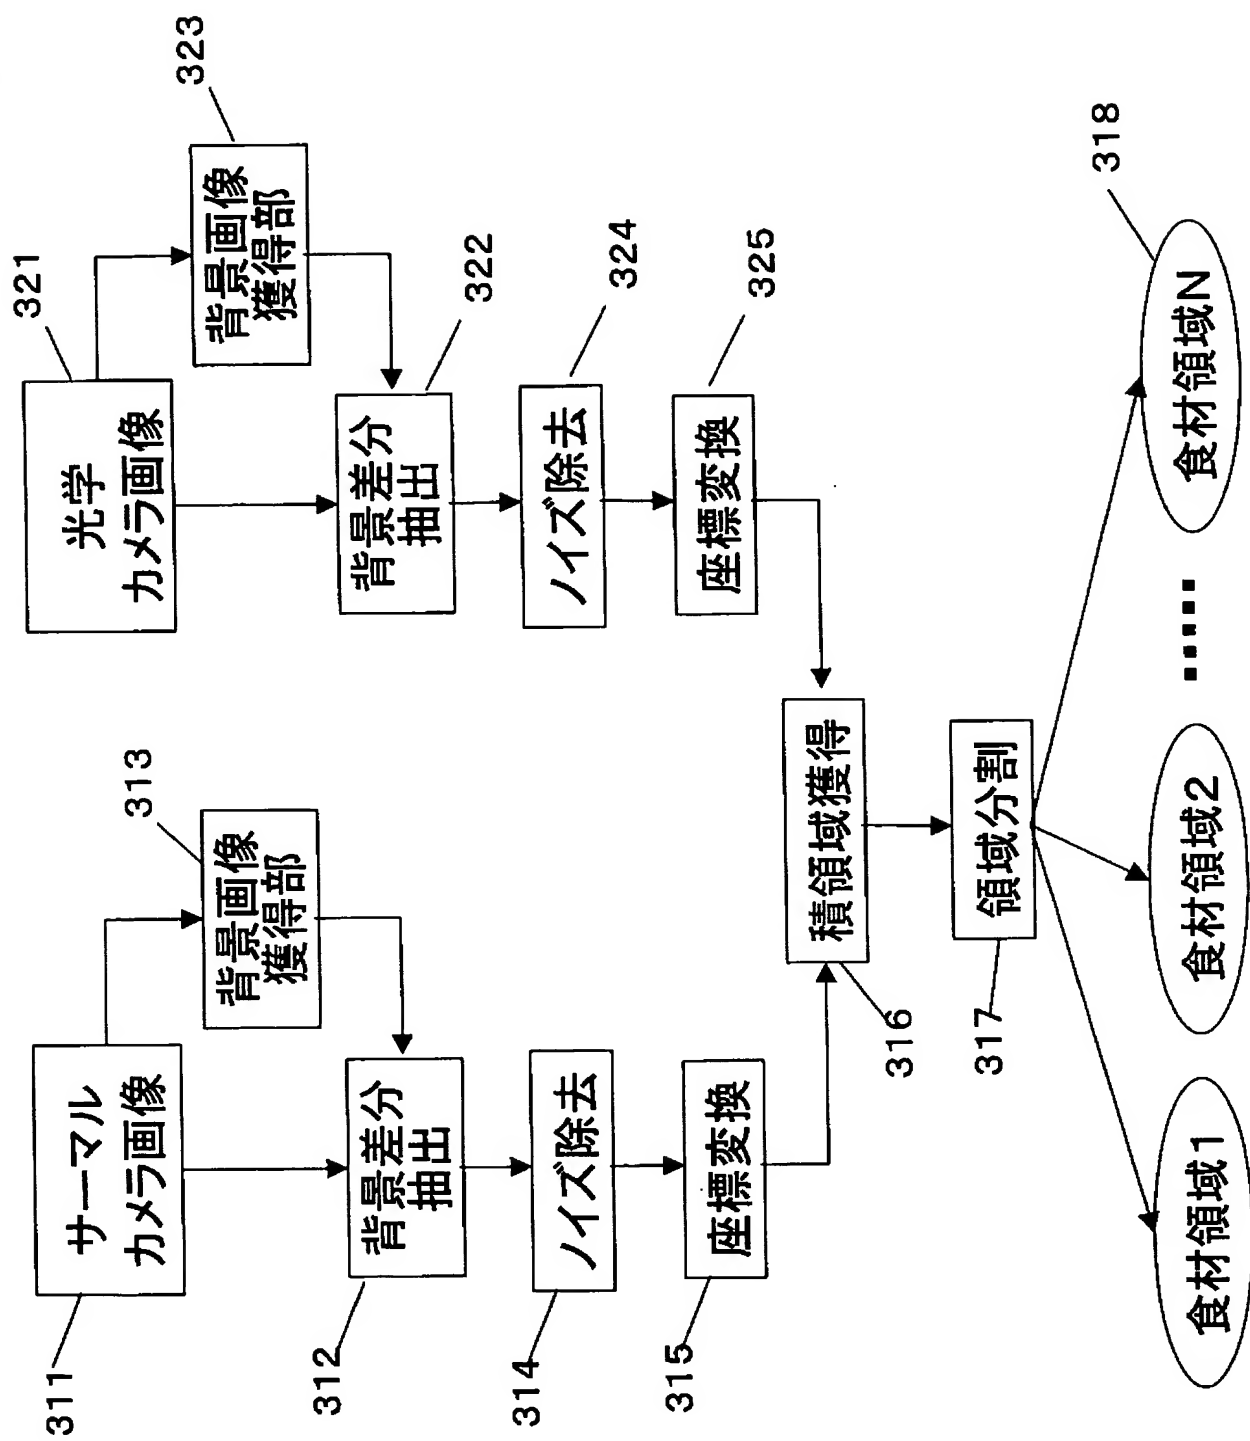 311
サーマル
カメラ画像
313
背景画像
獲得部
312
背景差分
抽出
314
ノイズ除去
315
座標変換
321
光学
カメラ画像
323
背景画像
獲得部
322
背景差分
抽出
324
ノイズ除去
325
座標変換
316
積領域獲得
317
領域分割
318
食材領域1
食材領域2
食材領域N